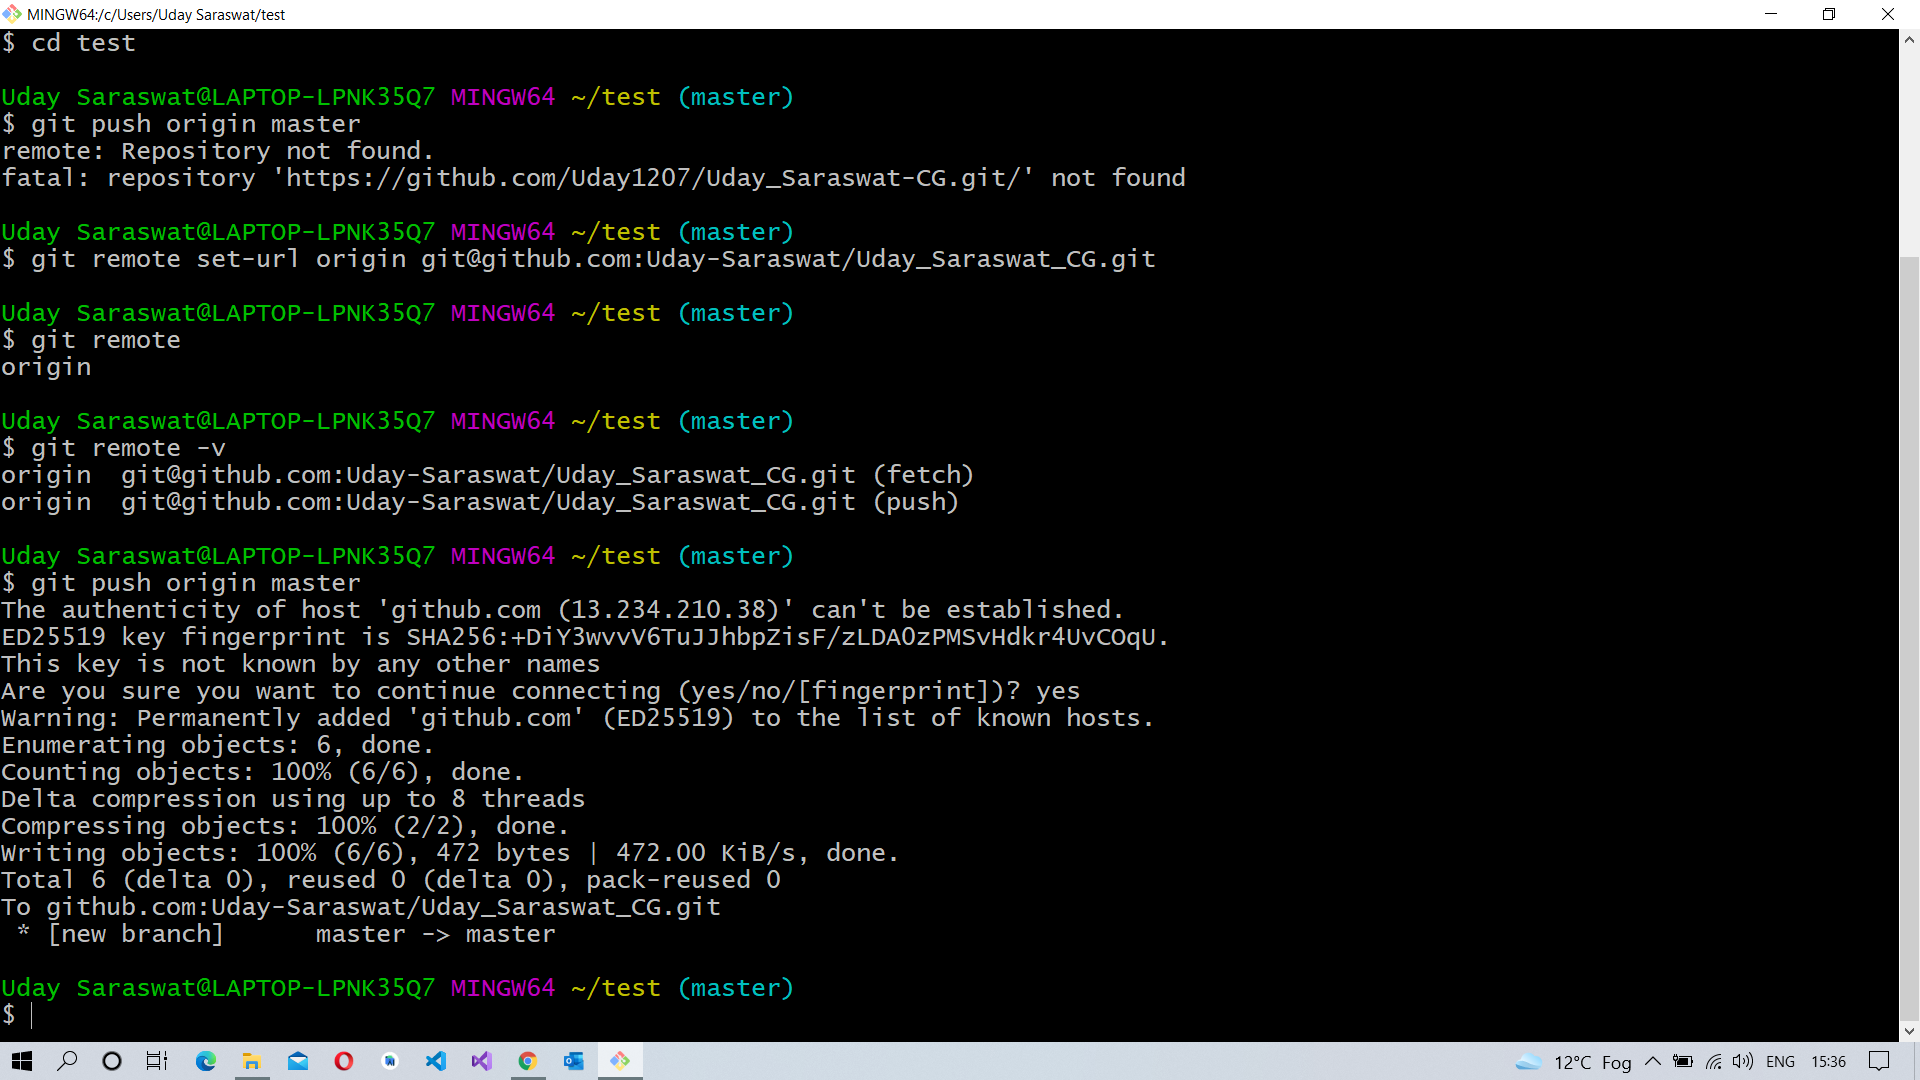 MINGW64:/c/Users/Uday Saraswat/test
$ cd test
Uday Saraswat@LAPTOP-LPNK35Q7 MINGW64 ~/test (master)
$ git push origin master
remote: Repository not found.
fatal: repository 'https://github.com/Uday1207/Uday_Saraswat-CG.git/' not found
Uday Saraswat@LAPTOP-LPNK35Q7 MINGW64 ~/test (master)
$ git remote set-url origin git@github.com:Uday-Saraswat/Uday_Saraswat_CG.git
Uday Saraswat@LAPTOP-LPNK35Q7 MINGW64 ~/test (master)
$ git remote
origin
Uday Saraswat@LAPTOP-LPNK35Q7 MINGW64 ~/test (master)
$ git remote -v
origin  git@github.com:Uday-Saraswat/Uday_Saraswat_CG.git (fetch)
origin  git@github.com:Uday-Saraswat/Uday_Saraswat_CG.git (push)
Uday Saraswat@LAPTOP-LPNK35Q7 MINGW64 ~/test (master)
$ git push origin master
The authenticity of host 'github.com (13.234.210.38)' can't be established.
ED25519 key fingerprint is SHA256:+DiY3wvvV6TuJJhbpZisF/zLDA0zPMSvHdkr4UvCOqU.
This key is not known by any other names
Are you sure you want to continue connecting (yes/no/[fingerprint])? yes
Warning: Permanently added 'github.com' (ED25519) to the list of known hosts.
Enumerating objects: 6, done.
Counting objects: 100% (6/6), done.
Delta compression using up to 8 threads
Compressing objects: 100% (2/2), done.
Writing objects: 100% (6/6), 472 bytes | 472.00 KiB/s, done.
Total 6 (delta 0), reused 0 (delta 0), pack-reused 0
To github.com:Uday-Saraswat/Uday_Saraswat_CG.git
 * [new branch]      master -> master
Uday Saraswat@LAPTOP-LPNK35Q7 MINGW64 ~/test (master)
$
12°C Fog ENG 15:36